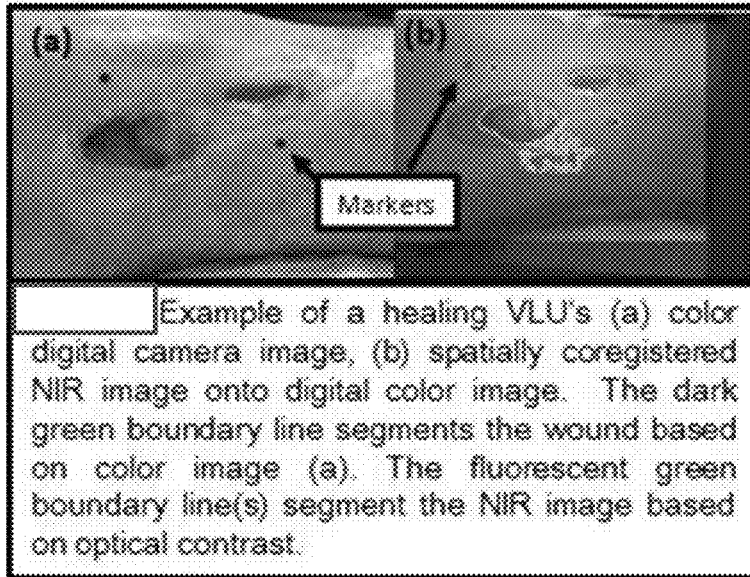 (a) (b)
Markers
Example of a healing VLU's (a) color
digital camera image, (b) spatially coregistered
NIR image onto digital color image. The dark
green boundary line segments the wound based
on color image (a). The fluorescent green
boundary line(s) segment the NIR image based
on optical contrast.